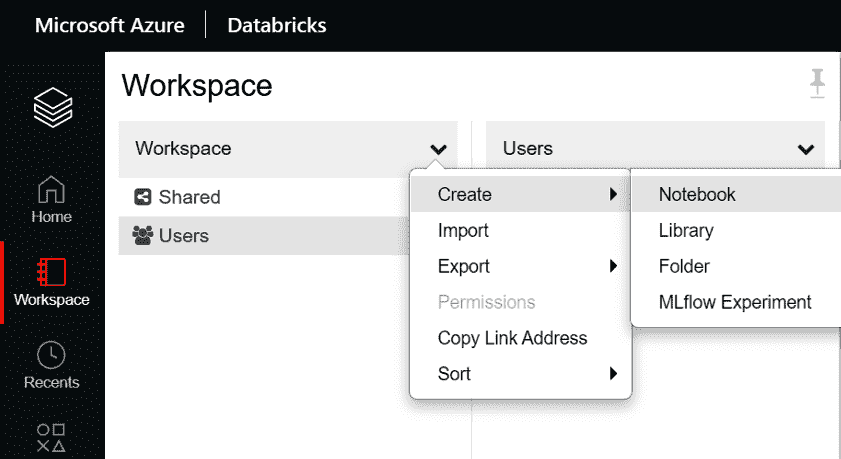 Microsoft Azure Databricks
Workspace
Workspace
Users
Shared
Users
Home
Workspace
Recents
Create
Import
Export
Permissions
Copy Link Address
Sort
Notebook
Library
Folder
MLflow Experiment